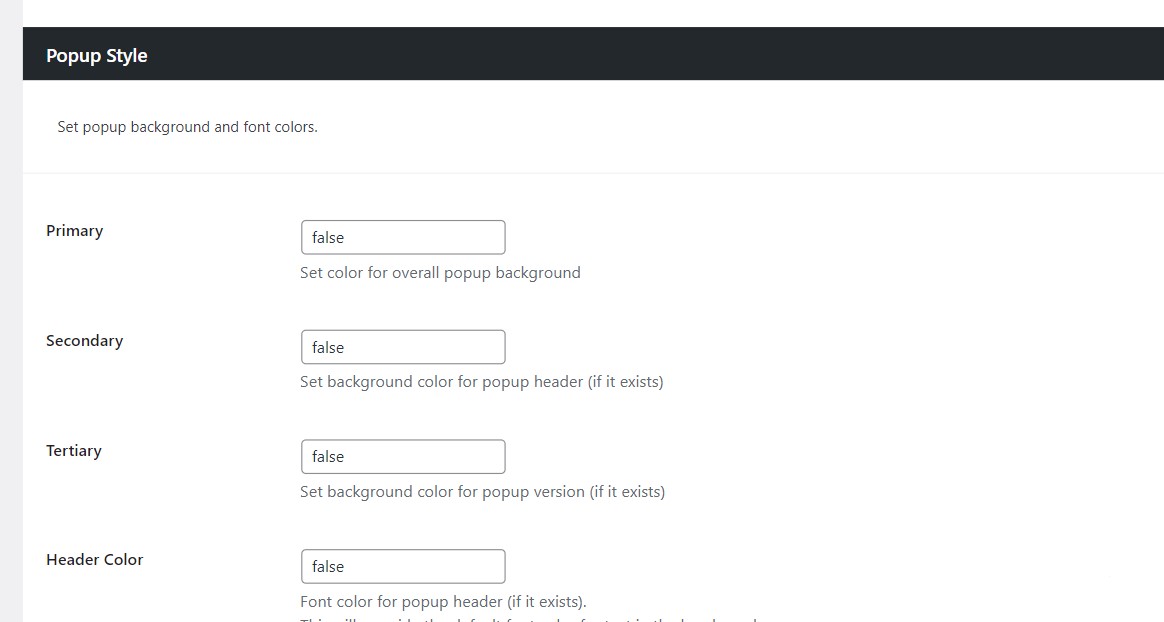 Popup Style
Set popup background and font colors.
Primary
false
Set color for overall popup background
Secondary
false
Set background color for popup header (if it exists)
Tertiary
false
Set background color for popup version (if it exists)
Header Color
false
Font color for popup header (if it exists).